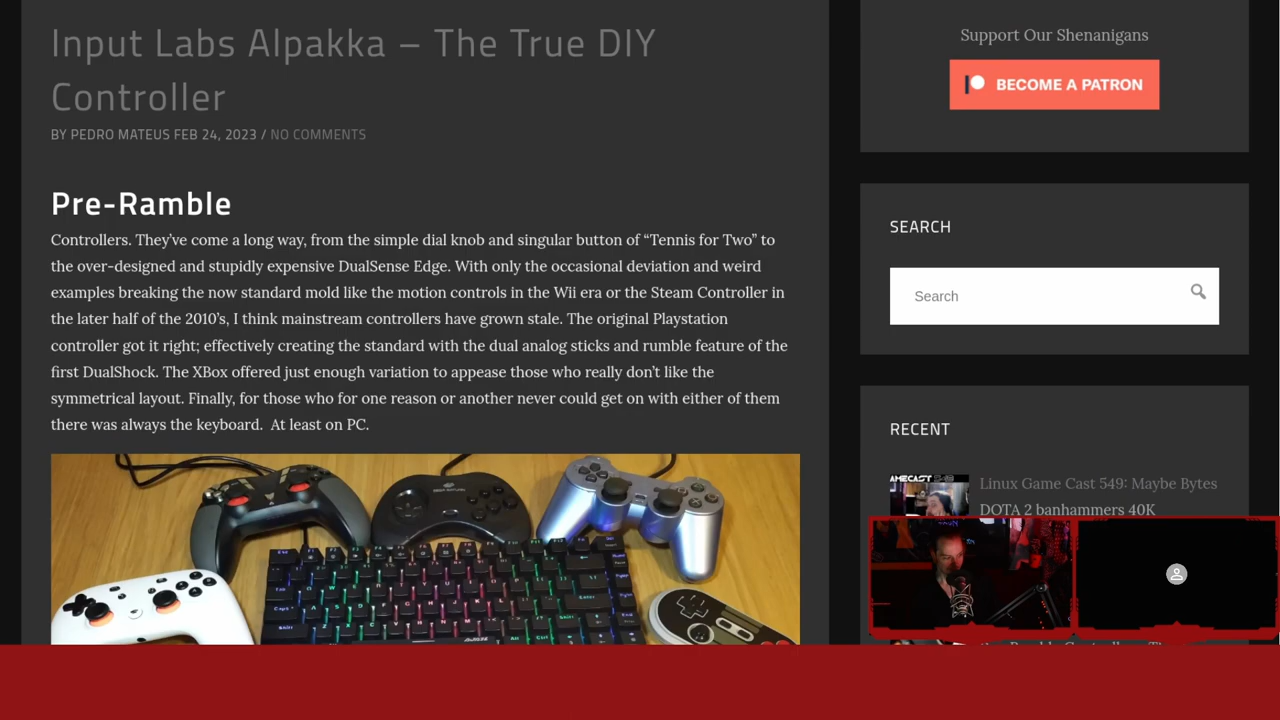 Input Labs Alpakka – The True DIY
Controller
BY PEDRO MATEUS FEB 24, 2023 / NO COMMENTS
Pre-Ramble
Controllers. They’ve come a long way, from the simple dial knob and singular button of “Tennis for Two” to
the over-designed and stupidly expensive DualSense Edge. With only the occasional deviation and weird
examples breaking the now standard mold like the motion controls in the Wii era or the Steam Controller in
the later half of the 2010’s, I think mainstream controllers have grown stale. The original Playstation
controller got it right; effectively creating the standard with the dual analog sticks and rumble feature of the
first DualShock. The XBox offered just enough variation to appease those who really don’t like the
symmetrical layout. Finally, for those who for one reason or another never could get on with either of them
there was always the keyboard.  At least on PC.
Support Our Shenanigans
BECOME A PATRON
SEARCH
Search
RECENT
Linux Game Cast 549: Maybe Bytes
DOTA 2 banhammers 40K